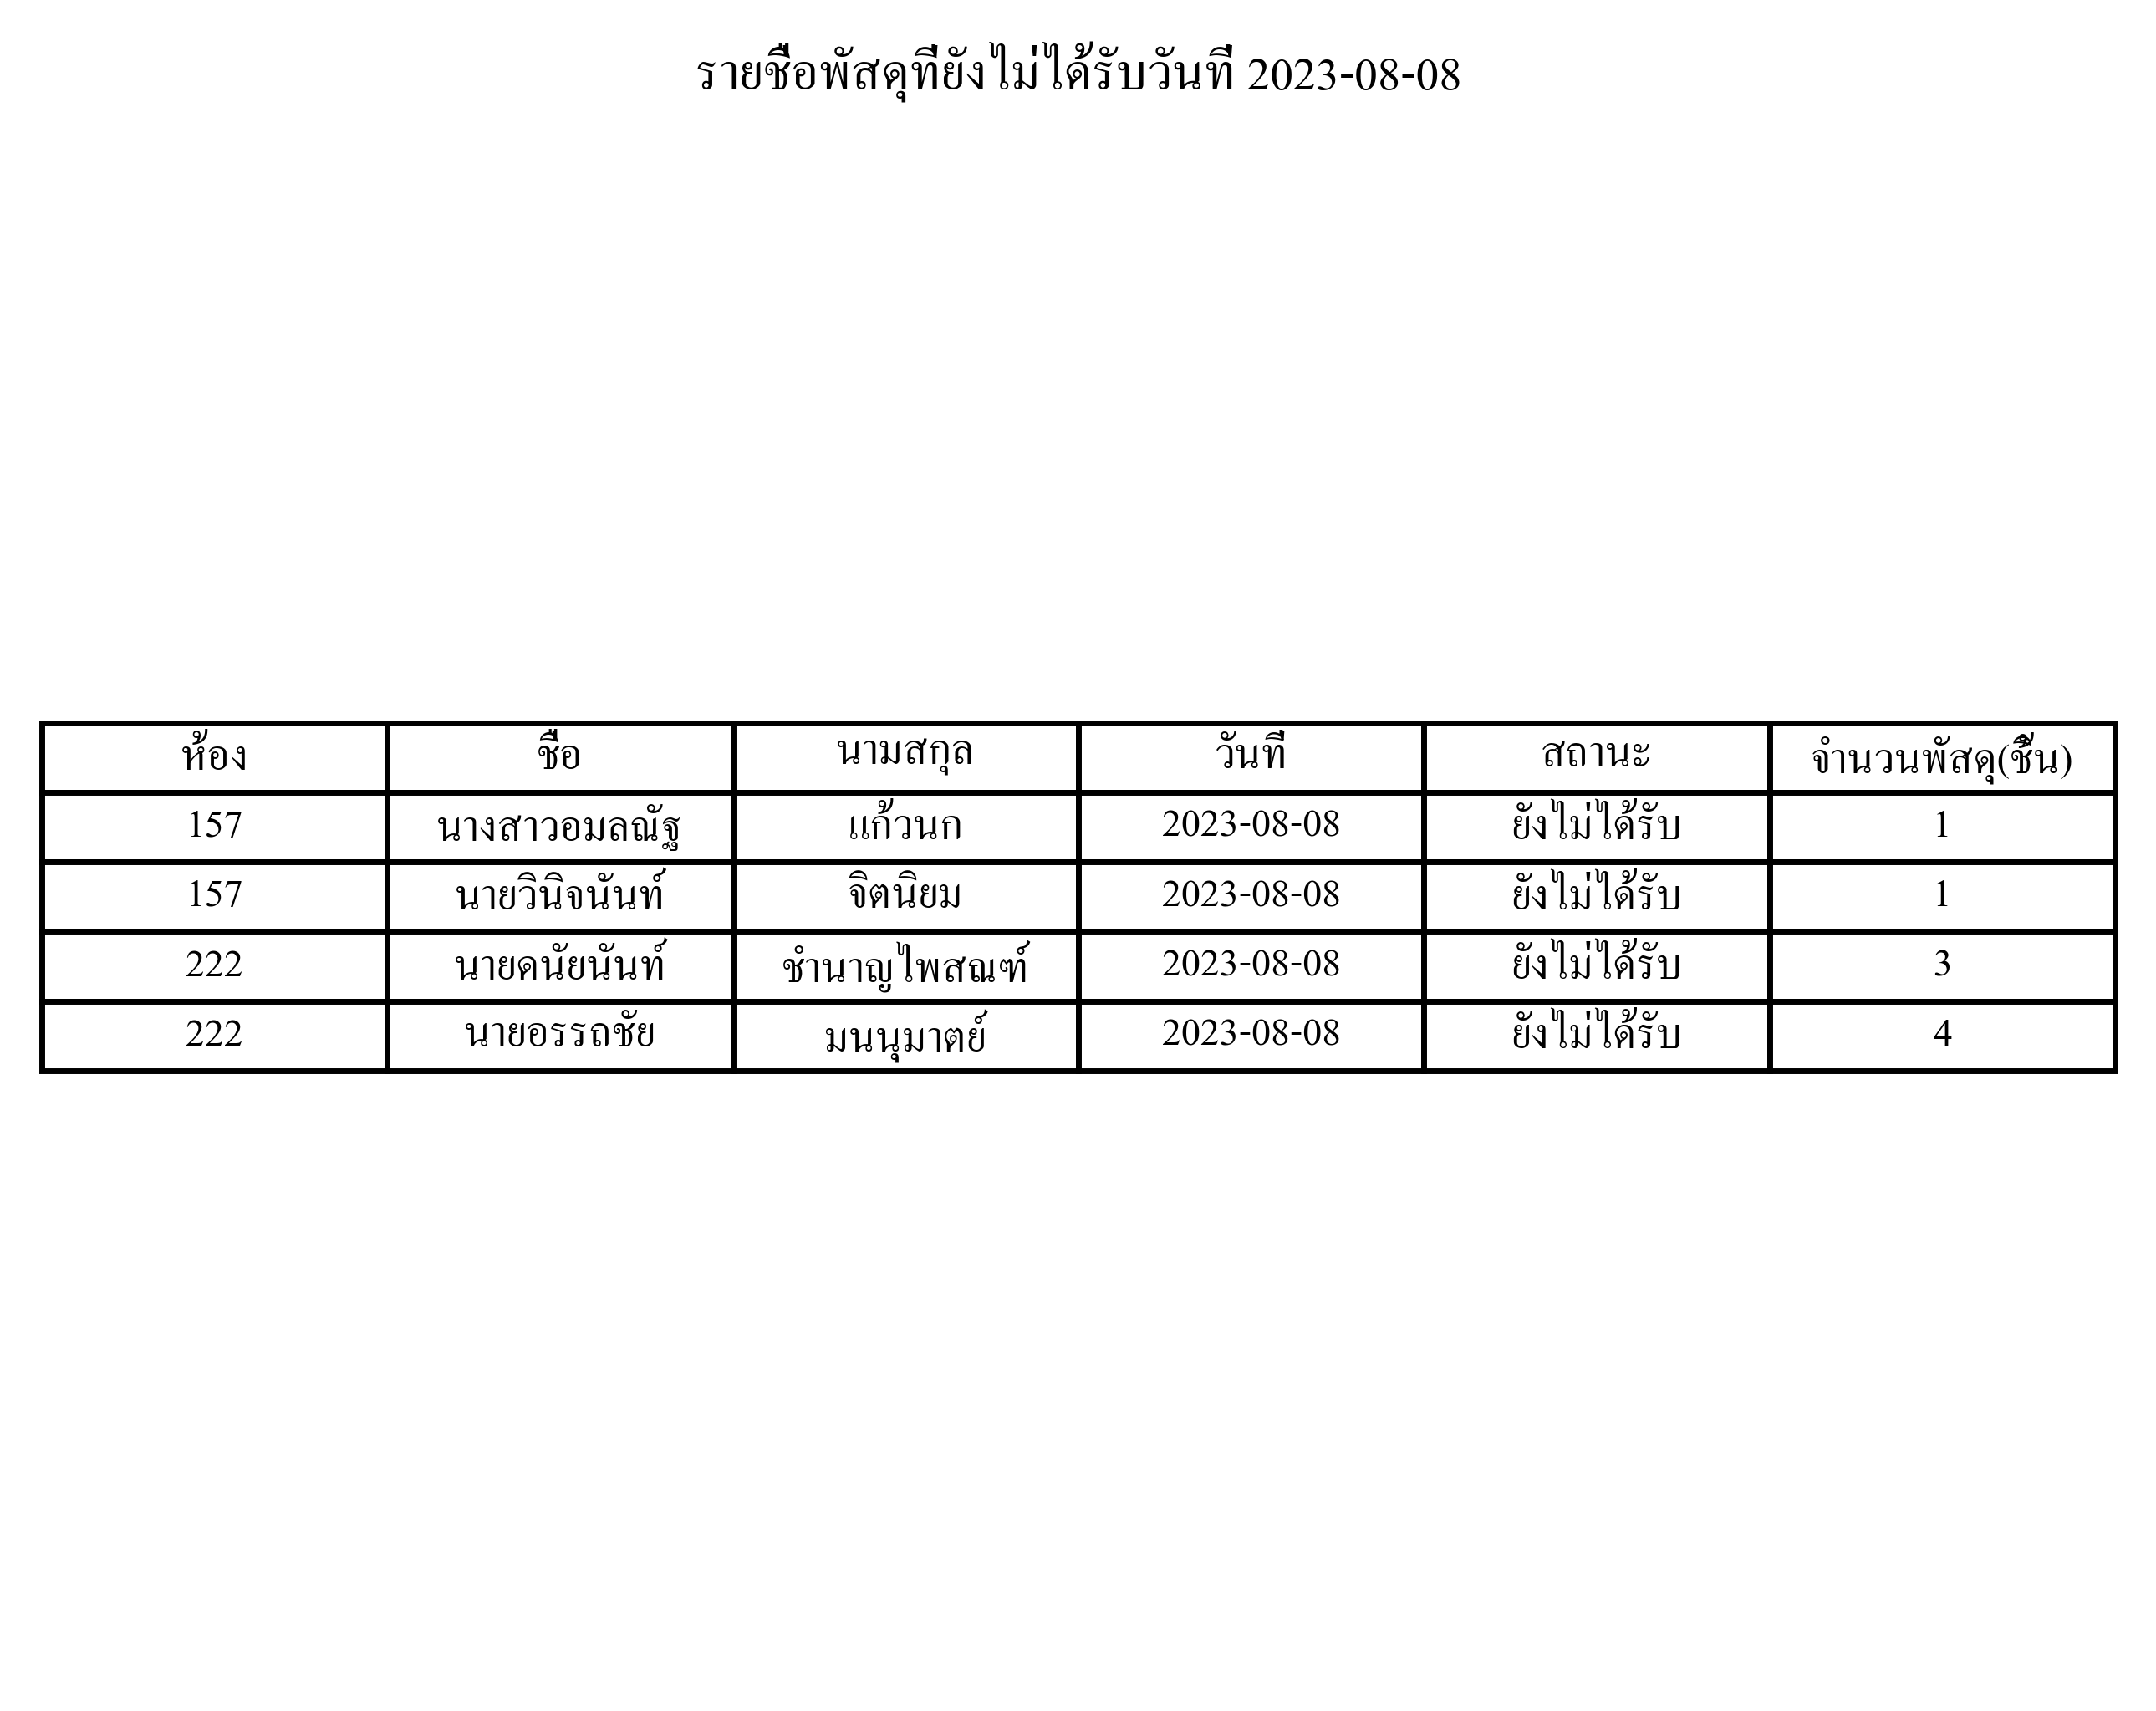 รายชื่อพัสดุที่ยังไม่ได้รับวันที่ 2023-08-08
ห้อง ชื่อ นามสกุล วันที่ สถานะ จำนวนพัสดุ(ชิ้น)
157 นางสาวอมลณัฐ แก้วนก 2023-08-08 ยังไม่ได้รับ 1
157 นายวินิจนันท์ จิตนิยม 2023-08-08 ยังไม่ได้รับ 1
222 นายดนัยนันท์ ชำนาญไพสณฑ์ 2023-08-08 ยังไม่ได้รับ 3
222 นายอรรถชัย มนนุมาตย์ 2023-08-08 ยังไม่ได้รับ 4